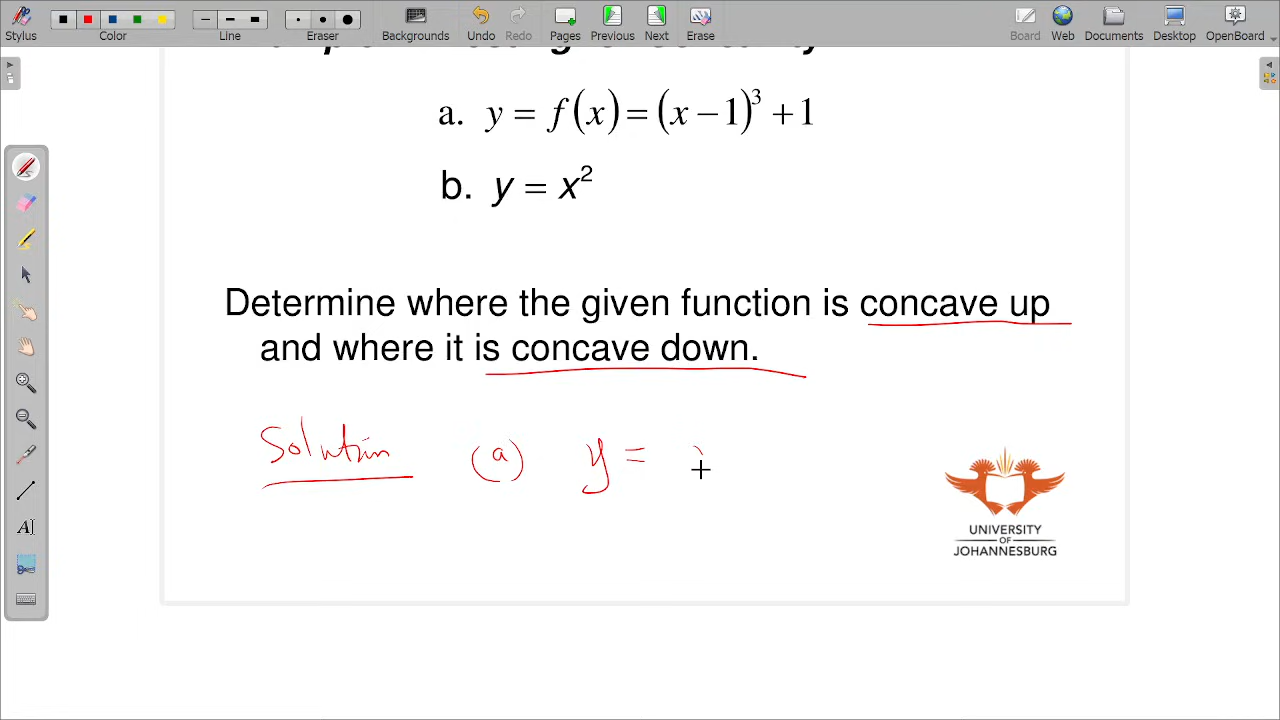 Stylus Color Line Eraser Backgrounds Undo Redo Pages Previous Next Erase Board Web Documents Desktop OpenBoard
a. y = f(x) = (x − 1)³ + 1
b. y = x²
Determine where the given function is concave up
and where it is concave down.
Solution (a) y =
UNIVERSITY
OF
JOHANNESBURG